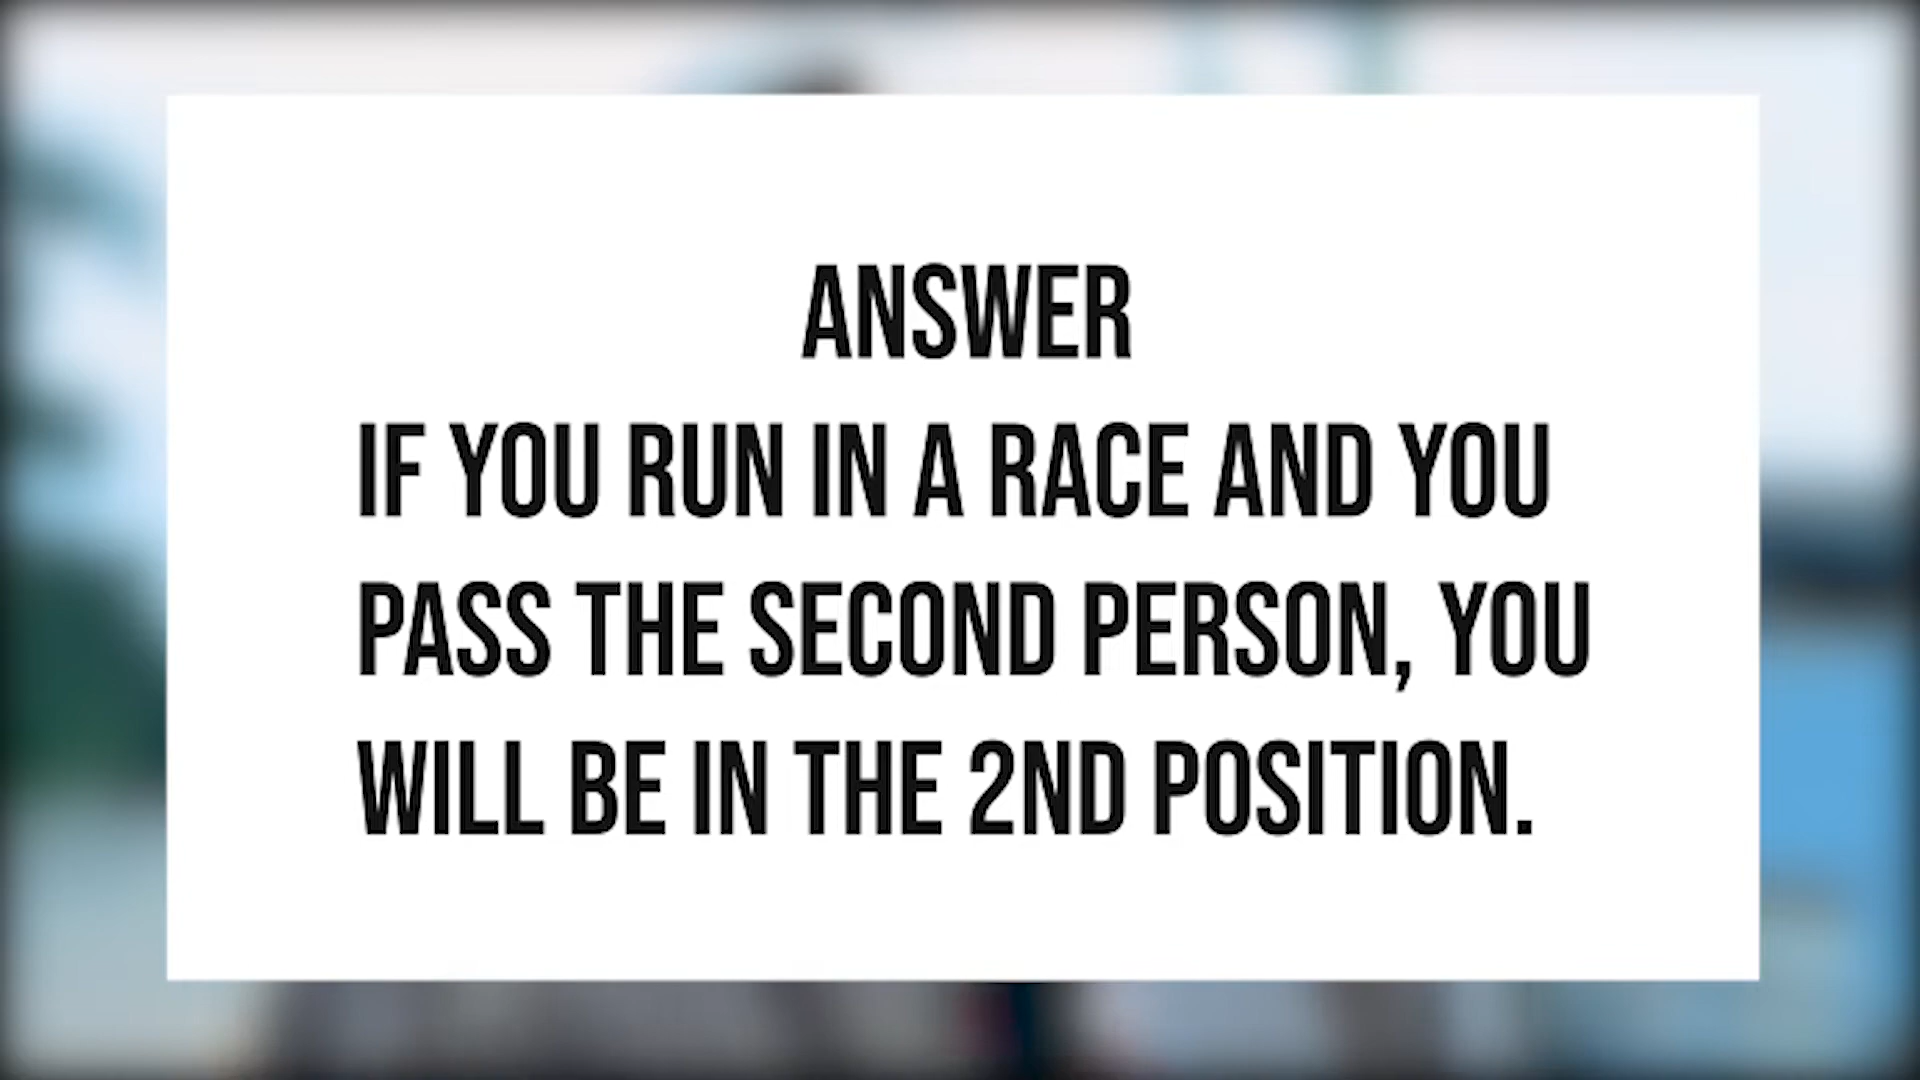 ANSWER
IF YOU RUN IN A RACE AND YOU
PASS THE SECOND PERSON, YOU
WILL BE IN THE 2ND POSITION.